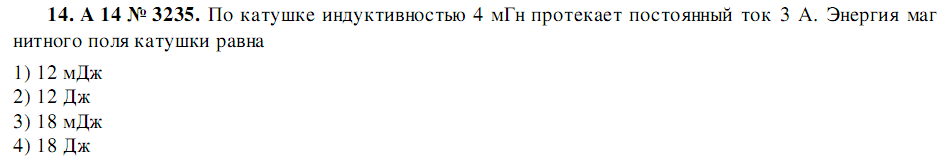 14. А 14 № 3235. По катушке индуктивностью 4 мГн протекает постоянный ток 3 А. Энергия маг
нитного поля катушки равна
1) 12 мДж
2) 12 Дж
3) 18 мДж
4) 18 Дж